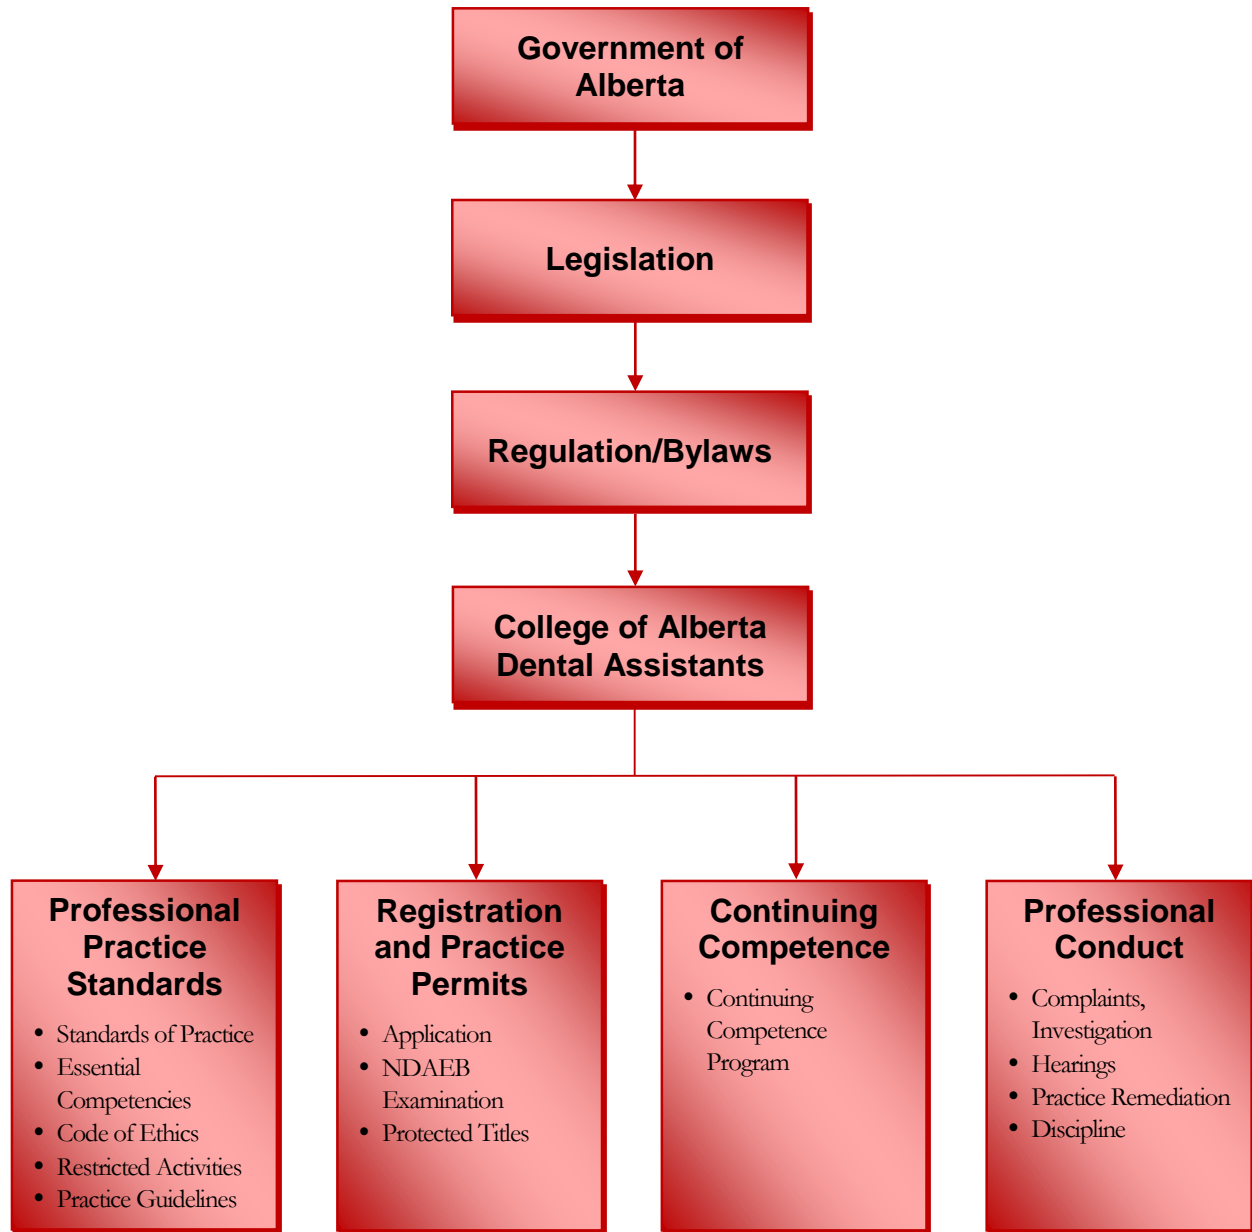 Government of
Alberta
Legislation
Regulation/Bylaws
College of Alberta
Dental Assistants
Professional
Practice
Standards
• Standards of Practice
• Essential
Competencies
• Code of Ethics
• Restricted Activities
• Practice Guidelines
Registration
and Practice
Permits
• Application
• NDAEB
Examination
• Protected Titles
Continuing
Competence
• Continuing
Competence
Program
Professional
Conduct
• Complaints,
Investigation
• Hearings
• Practice Remediation
• Discipline